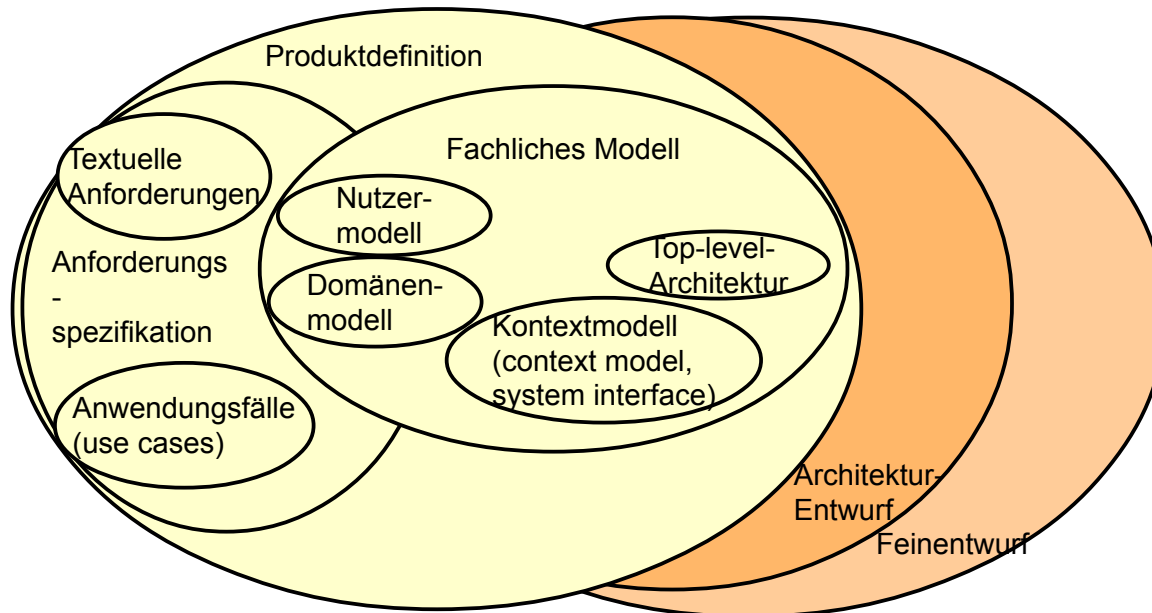 Produktdefinition
Textuelle
Anforderungen
Anforderungs
-
spezifikation
Anwendungsfälle
(use cases)
Fachliches Modell
Nutzer-
modell
Domänen-
modell
Top-level-
Architektur
Kontextmodell
(context model,
system interface)
Architektur-
Entwurf
Feinentwurf